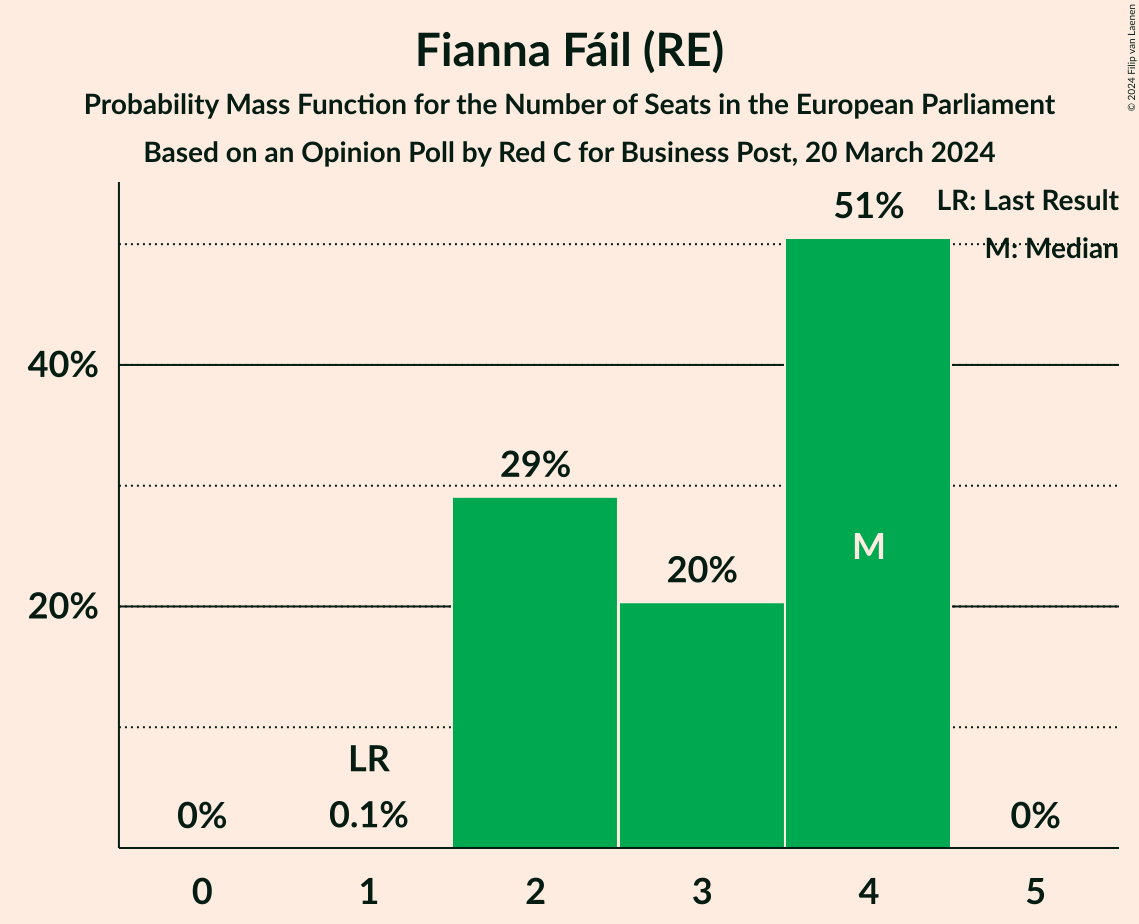 Fianna Fáil (RE)
Probability Mass Function for the Number of Seats in the European Parliament
Based on an Opinion Poll by Red C for Business Post, 20 March 2024
© 2024 Filip van Laenen
LR: Last Result
M: Median
51%
40%
29%
M
20%
20%
LR
0%
0.1%
0%
0
1
2
3
4
5